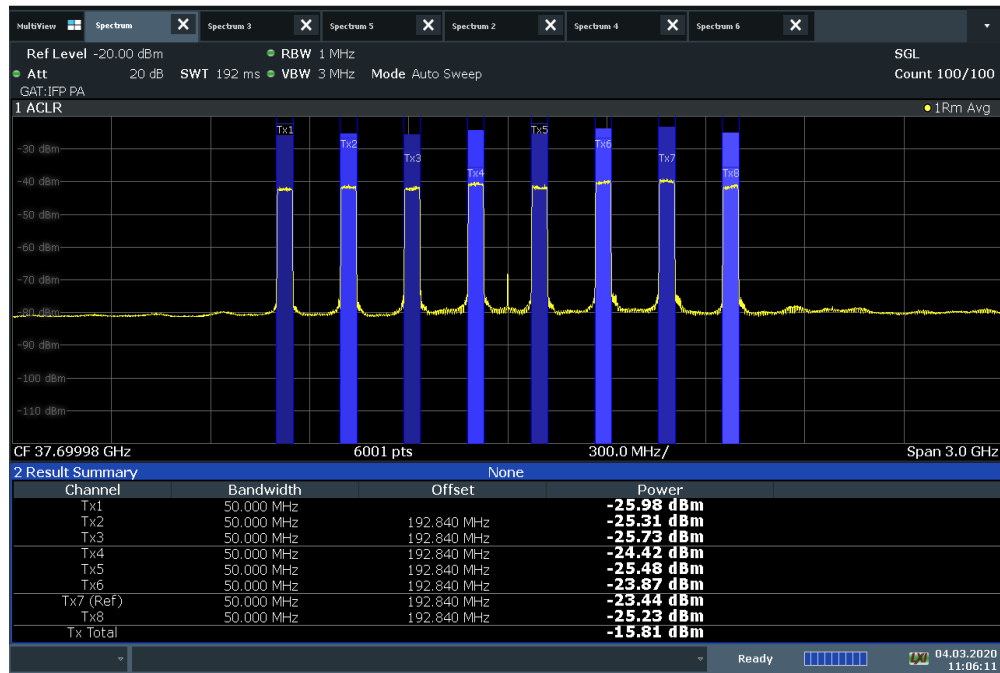 MultiView Spectrum X Spectrum 3 X Spectrum 5 X Spectrum 2 X Spectrum 4 X Spectrum 6 X
Ref Level -20.00 dBm RBW 1 MHz SGL
Att 20 dB SWT 192 ms VBW 3 MHz Mode Auto Sweep Count 100/100
GAT:IFP PA
1 ACLR 1Rm Avg
Tx1 Tx5
Tx2 Tx6
-30 dBm
Tx3 Tx7
Tx4 Tx8
-40 dBm
-50 dBm
-60 dBm
-70 dBm
-80 dBm
-90 dBm
-100 dBm
-110 dBm
CF 37.69998 GHz 6001 pts 300.0 MHz/ Span 3.0 GHz
2 Result Summary None
Channel Bandwidth Offset Power
Tx1 50.000 MHz -25.98 dBm
Tx2 50.000 MHz 192.840 MHz -25.31 dBm
Tx3 50.000 MHz 192.840 MHz -25.73 dBm
Tx4 50.000 MHz 192.840 MHz -24.42 dBm
Tx5 50.000 MHz 192.840 MHz -25.48 dBm
Tx6 50.000 MHz 192.840 MHz -23.87 dBm
Tx7 (Ref) 50.000 MHz 192.840 MHz -23.44 dBm
Tx8 50.000 MHz 192.840 MHz -25.23 dBm
Tx Total -15.81 dBm
Ready LXI 04.03.2020
11:06:11